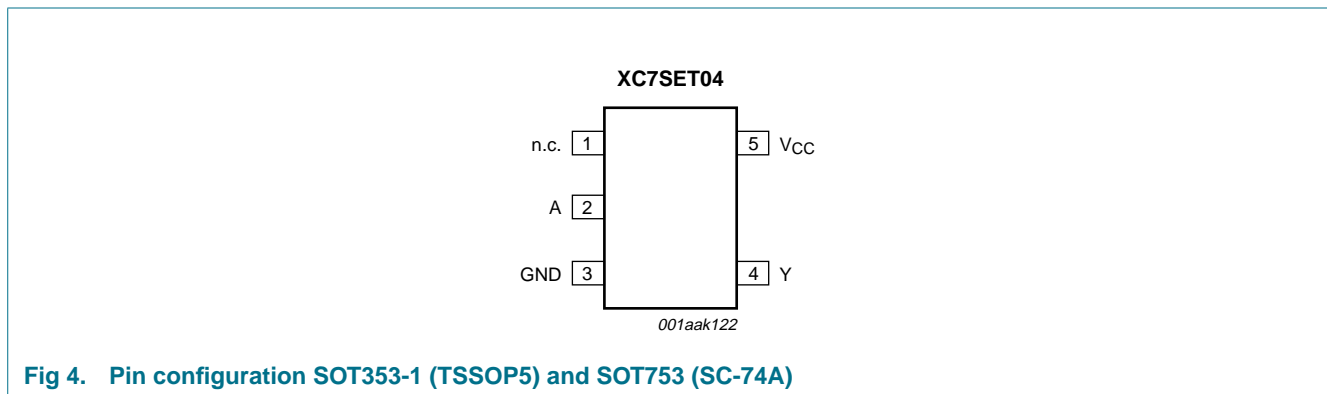 XC7SET04
n.c. 1
5 VCC
A 2
GND 3
4 Y
001aak122
Fig 4. Pin configuration SOT353-1 (TSSOP5) and SOT753 (SC-74A)